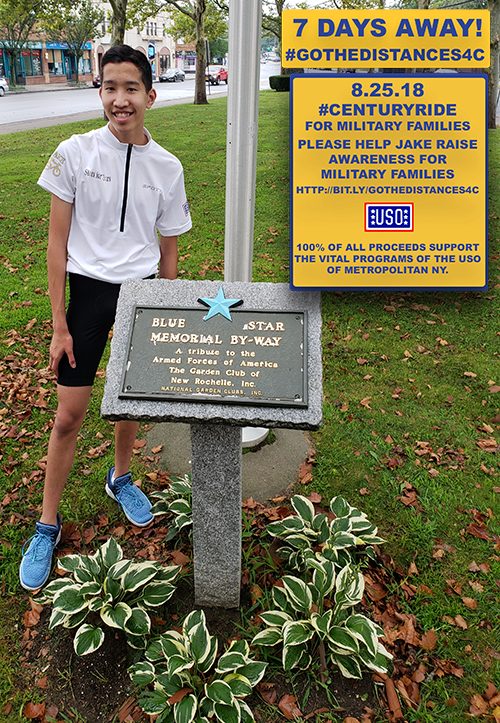 7 DAYS AWAY!
#GOTHEDISTANCES4C
8.25.18
#CENTURYRIDE
FOR MILITARY FAMILIES
PLEASE HELP JAKE RAISE
AWARENESS FOR
MILITARY FAMILIES
HTTP://BIT.LY/GOTHEDISTANCES4C
USO
100% OF ALL PROCEEDS SUPPORT
THE VITAL PROGRAMS OF THE USO
OF METROPOLITAN NY.
BLUE STAR
MEMORIAL BY-WAY
A tribute to the
Armed Forces of America
The Garden Club of
New Rochelle, Inc.
NATIONAL GARDEN CLUBS, INC.